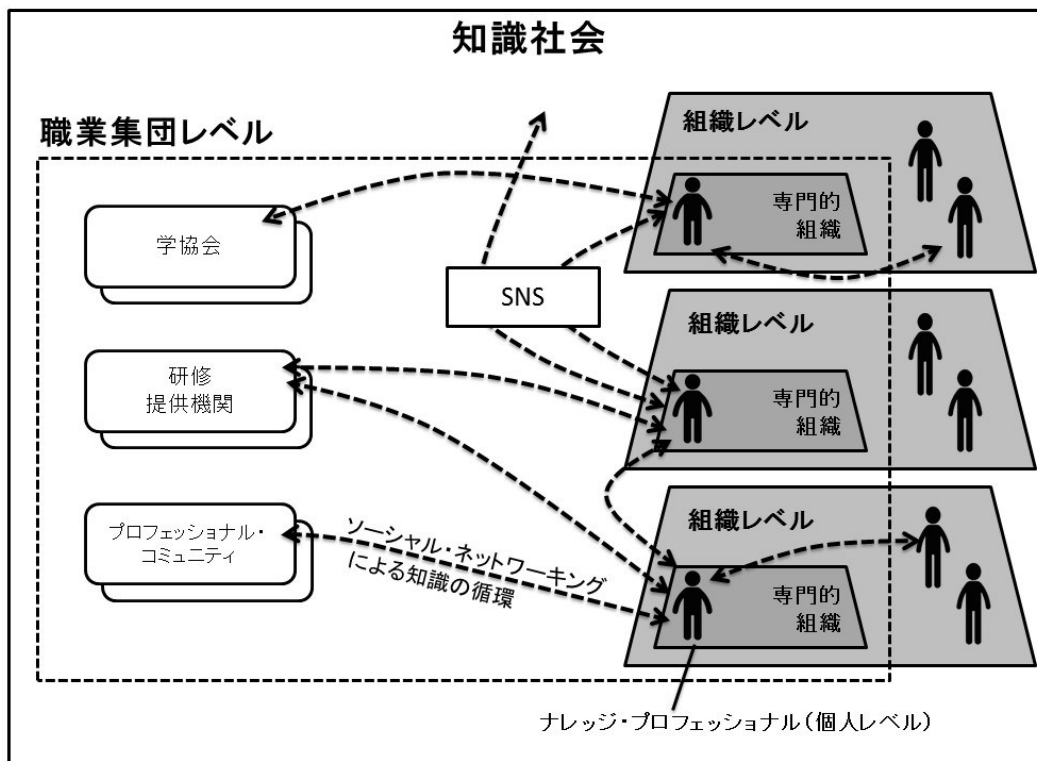 知識社会
職業集団レベル
組織レベル
専門的
組織
学協会
SNS
組織レベル
専門的
組織
研修
提供機関
組織レベル
専門的
組織
プロフェッショナル・
コミュニティ
ソーシャル・ネットワーキング
による知識の循環
ナレッジ・プロフェッショナル(個人レベル)